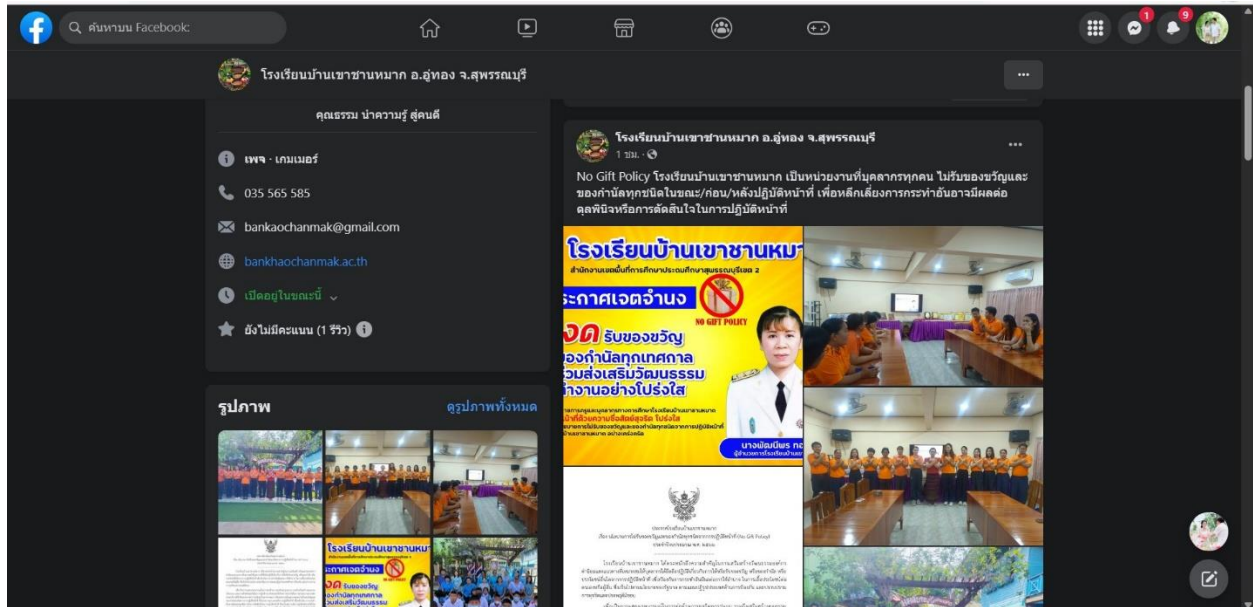 ค้นหาบน Facebook
1
9
โรงเรียนบ้านเขาชานหมาก อ.อู่ทอง จ.สุพรรณบุรี
คุณธรรม นำความรู้ สู่คนดี
เพจ · เกมเมอร์
035 565 585
bankaochanmak@gmail.com
bankhaochanmak.ac.th
เปิดอยู่ในขณะนี้
ยังไม่มีคะแนน (1 รีวิว)
รูปภาพ
ดูรูปภาพทั้งหมด
โรงเรียนบ้านเขาชานหมาก อ.อู่ทอง จ.สุพรรณบุรี
1 ชม.
No Gift Policy โรงเรียนบ้านเขาชานหมาก เป็นหน่วยงานที่บุคลากรทุกคน ไม่รับของขวัญและ
ของกำนัลทุกชนิดในขณะ/ก่อน/หลังปฏิบัติหน้าที่ เพื่อหลีกเลี่ยงการกระทำอันอาจมีผลต่อ
ดุลพินิจหรือการตัดสินใจในการปฏิบัติหน้าที่
โรงเรียนบ้านเขาชานหมา
สำนักงานเขตพื้นที่การศึกษาประถมศึกษาสุพรรณบุรีเขต 2
ระกาศเจตจำนง
NO GIFT POLICY
งด รับของขวัญ
ของกำนัลทุกเทศกาล
ร่วมส่งเสริมวัฒนธรรม
ทำงานอย่างโปร่งใส